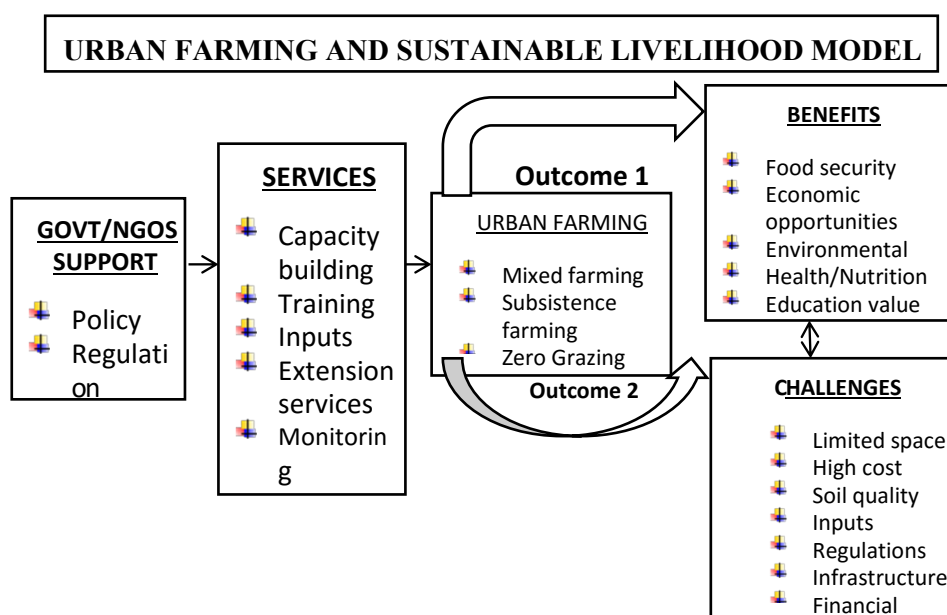 URBAN FARMING AND SUSTAINABLE LIVELIHOOD MODEL
GOVT/NGOS
SUPPORT
Policy
Regulati
on
SERVICES
Capacity
building
Training
Inputs
Extension
services
Monitorin
g
Outcome 1
URBAN FARMING
Mixed farming
Subsistence
farming
Zero Grazing
Outcome 2
BENEFITS
Food security
Economic
opportunities
Environmental
Health/Nutrition
Education value
CHALLENGES
Limited space
High cost
Soil quality
Inputs
Regulations
Infrastructure
Financial